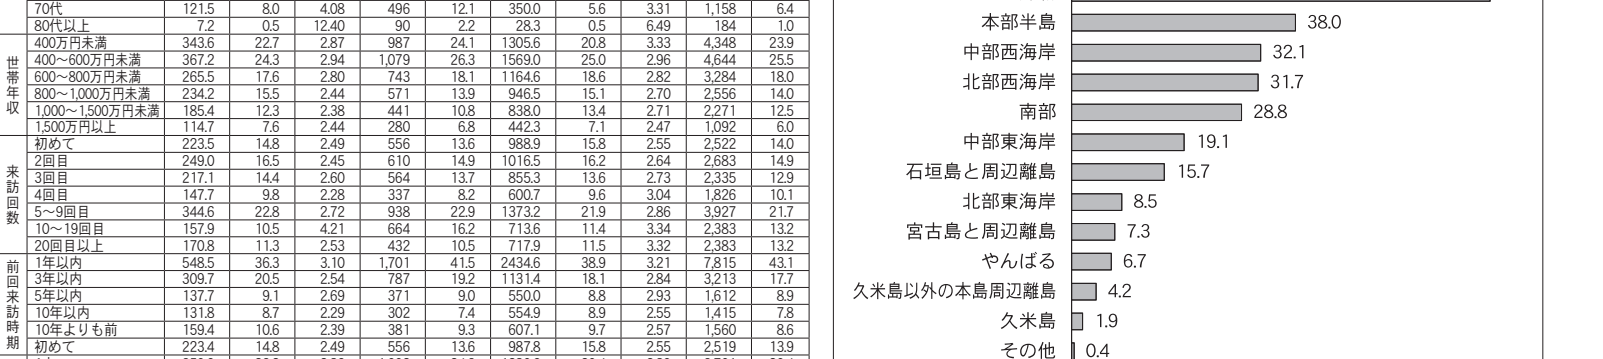 70代 121.5 8.0 4.08 496 12.1 350.0 5.6 3.31 1,158 6.4
80代以上 7.2 0.5 12.40 90 2.2 28.3 0.5 6.49 184 1.0
世帯年収
400万円未満 343.6 22.7 2.87 987 24.1 1305.6 20.8 3.33 4,348 23.9
400～600万円未満 367.2 24.3 2.94 1,079 26.3 1569.0 25.0 2.96 4,644 25.5
600～800万円未満 265.5 17.6 2.80 743 18.1 1164.6 18.6 2.82 3,284 18.0
800～1,000万円未満 234.2 15.5 2.44 571 13.9 946.5 15.1 2.70 2,556 14.0
1,000～1,500万円未満 185.4 12.3 2.38 441 10.8 838.0 13.4 2.71 2,271 12.5
1,500万円以上 114.7 7.6 2.44 280 6.8 442.3 7.1 2.47 1,092 6.0
来訪回数
初めて 223.5 14.8 2.49 556 13.6 988.9 15.8 2.55 2,522 14.0
2回目 249.0 16.5 2.45 610 14.9 1016.5 16.2 2.64 2,683 14.9
3回目 217.1 14.4 2.60 564 13.7 855.3 13.6 2.73 2,335 12.9
4回目 147.7 9.8 2.28 337 8.2 600.7 9.6 3.04 1,826 10.1
5～9回目 344.6 22.8 2.72 938 22.9 1373.2 21.9 2.86 3,927 21.7
10～19回目 157.9 10.5 4.21 664 16.2 713.6 11.4 3.34 2,383 13.2
20回目以上 170.8 11.3 2.53 432 10.5 717.9 11.5 3.32 2,383 13.2
前回来訪時期
1年以内 548.5 36.3 3.10 1,701 41.5 2434.6 38.9 3.21 7,815 43.1
3年以内 309.7 20.5 2.54 787 19.2 1131.4 18.1 2.84 3,213 17.7
5年以内 137.7 9.1 2.69 371 9.0 550.0 8.8 2.93 1,612 8.9
10年以内 131.8 8.7 2.29 302 7.4 554.9 8.9 2.55 1,415 7.8
10年よりも前 159.4 10.6 2.39 381 9.3 607.1 9.7 2.57 1,560 8.6
初めて 223.4 14.8 2.49 556 13.6 987.8 15.8 2.55 2,519 13.9
本部半島 38.0
中部西海岸 32.1
北部西海岸 31.7
南部 28.8
中部東海岸 19.1
石垣島と周辺離島 15.7
北部東海岸 8.5
宮古島と周辺離島 7.3
やんばる 6.7
久米島以外の本島周辺離島 4.2
久米島 1.9
その他 0.4